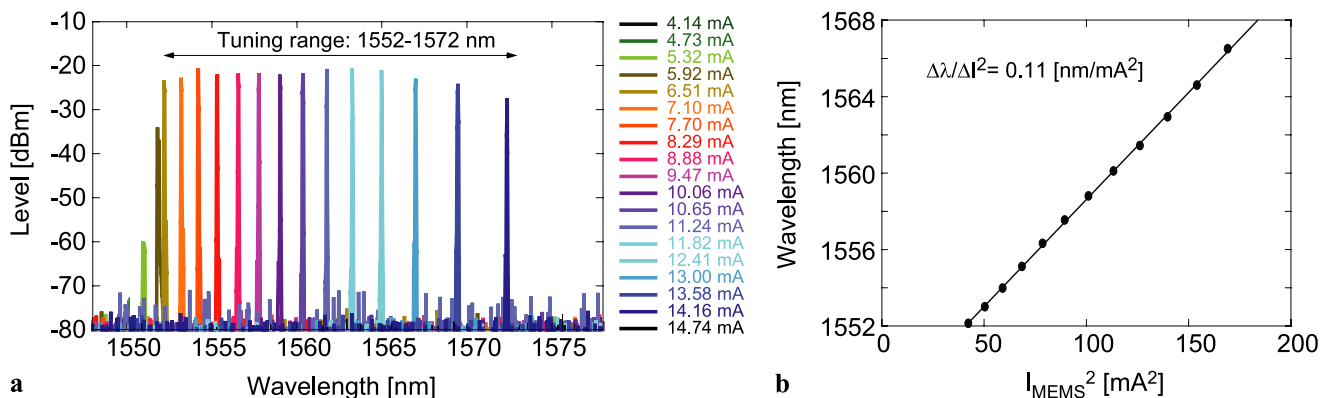 -10
-20
-30
-40
-50
-60
-70
-80
Level [dBm]
Tuning range: 1552-1572 nm
1550 1555 1560 1565 1570 1575
Wavelength [nm]
a
4.14 mA
4.73 mA
5.32 mA
5.92 mA
6.51 mA
7.10 mA
7.70 mA
8.29 mA
8.88 mA
9.47 mA
10.06 mA
10.65 mA
11.24 mA
11.82 mA
12.41 mA
13.00 mA
13.58 mA
14.16 mA
14.74 mA
1568
1564
1560
1556
1552
Wavelength [nm]
Δλ/ΔI²= 0.11 [nm/mA²]
0 50 100 150 200
I_MEMS² [mA²]
b